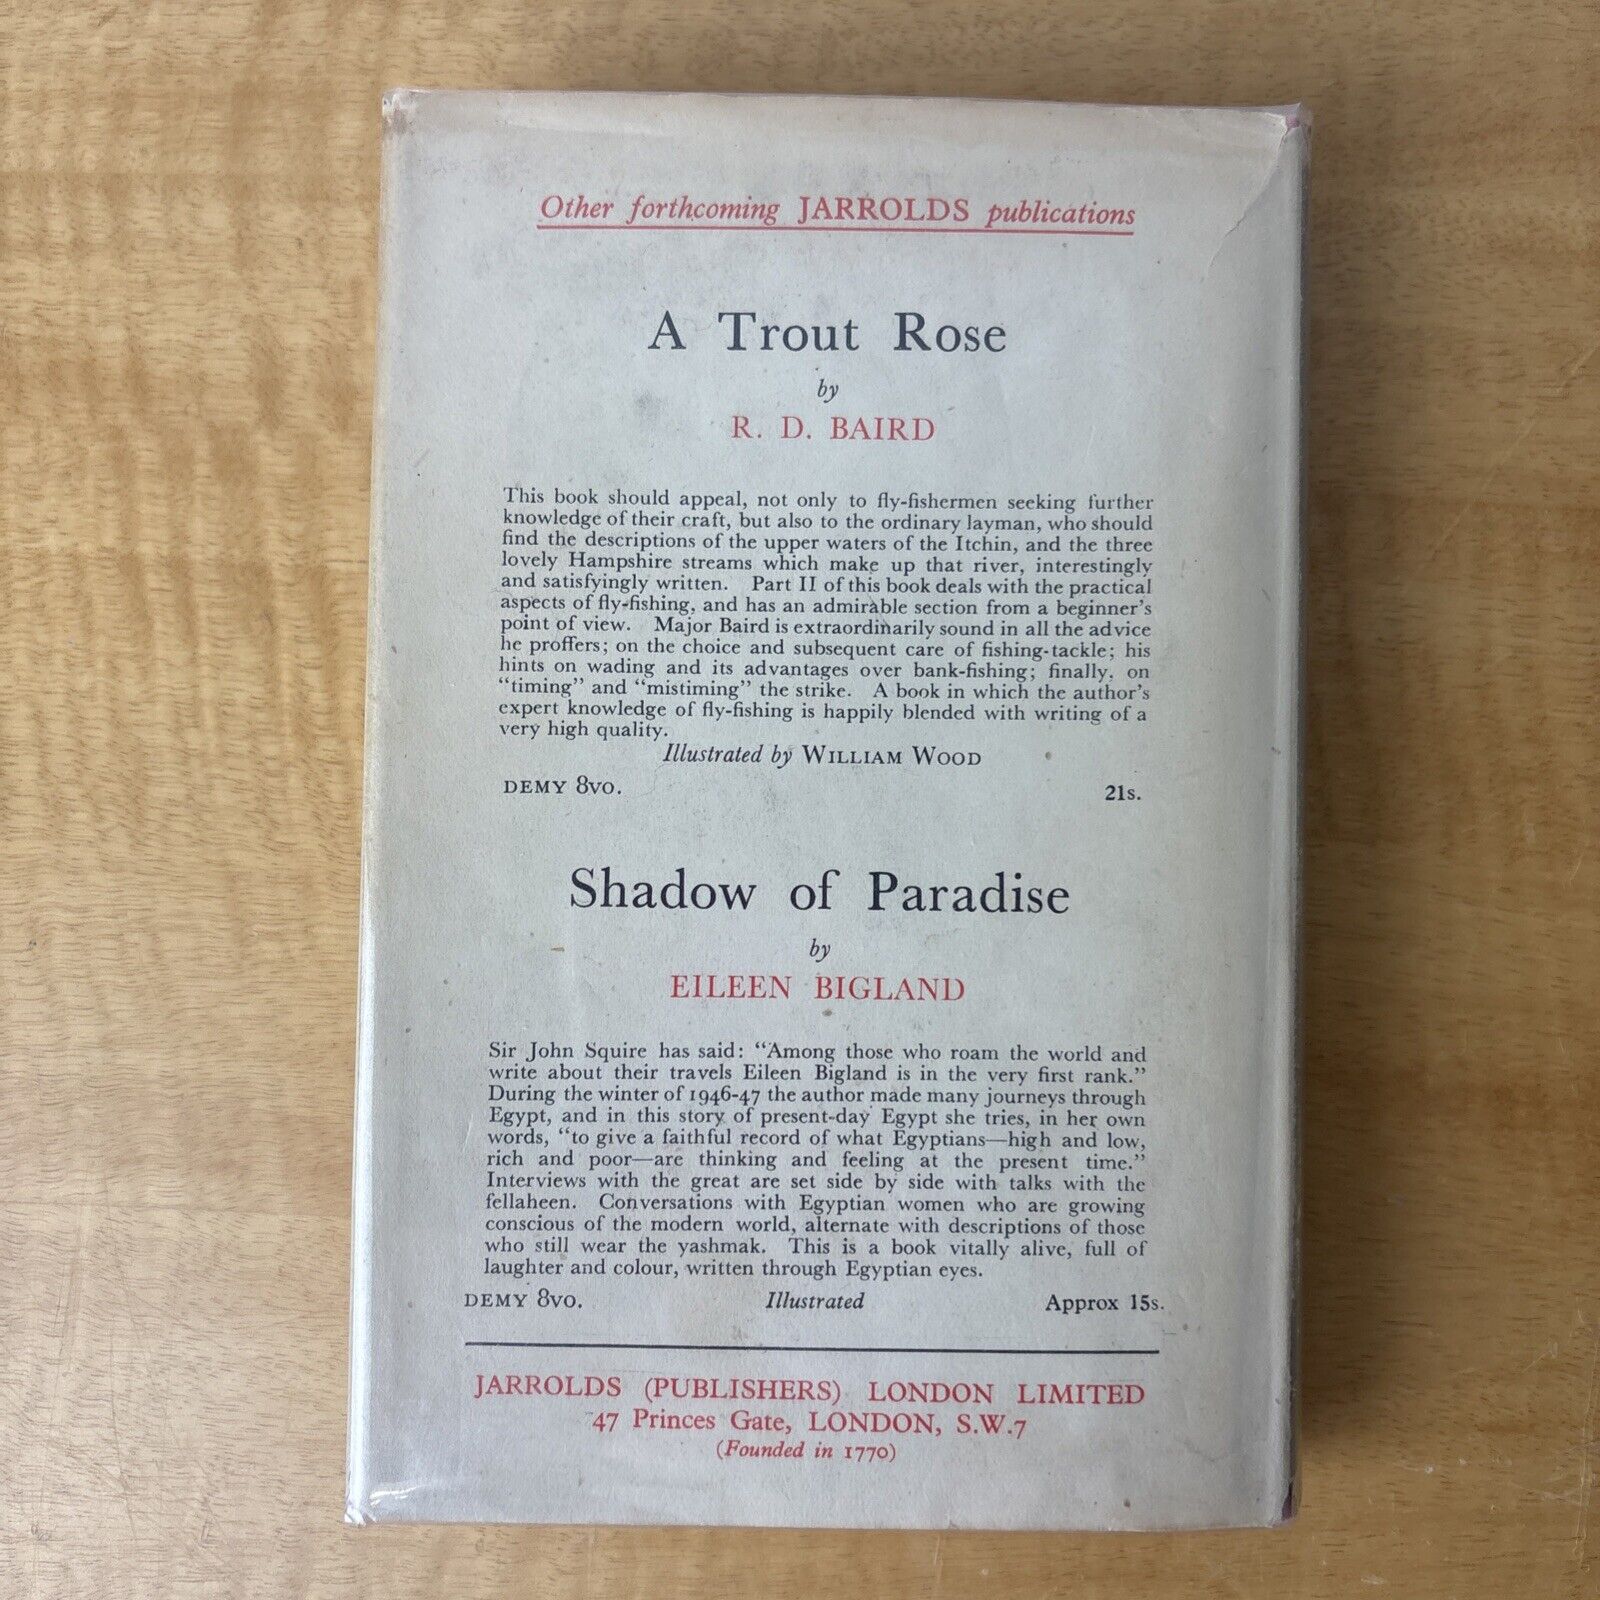 Other forthcoming JARROLDS publications
A Trout Rose
by
R. D. BAIRD
This book should appeal, not only to fly-fishermen seeking further
knowledge of their craft, but also to the ordinary layman, who should
find the descriptions of the upper waters of the Itchin, and the three
lovely Hampshire streams which make up that river, interestingly
and satisfyingly written. Part II of this book deals with the practical
aspects of fly-fishing, and has an admirable section from a beginner's
point of view. Major Baird is extraordinarily sound in all the advice
he proffers; on the choice and subsequent care of fishing-tackle; his
hints on wading and its advantages over bank-fishing; finally, on
"timing" and "mistiming" the strike. A book in which the author's
expert knowledge of fly-fishing is happily blended with writing of a
very high quality.
Illustrated by WILLIAM WOOD
DEMY 8VO. 21s.
Shadow of Paradise
by
EILEEN BIGLAND
Sir John Squire has said: "Among those who roam the world and
write about their travels Eileen Bigland is in the very first rank."
During the winter of 1946-47 the author made many journeys through
Egypt, and in this story of present-day Egypt she tries, in her own
words, "to give a faithful record of what Egyptians—high and low,
rich and poor—are thinking and feeling at the present time."
Interviews with the great are set side by side with talks with the
fellaheen. Conversations with Egyptian women who are growing
conscious of the modern world, alternate with descriptions of those
who still wear the yashmak. This is a book vitally alive, full of
laughter and colour, written through Egyptian eyes.
DEMY 8VO. Illustrated Approx 15s.
JARROLDS (PUBLISHERS) LONDON LIMITED
47 Princes Gate, LONDON, S.W.7
(Founded in 1770)